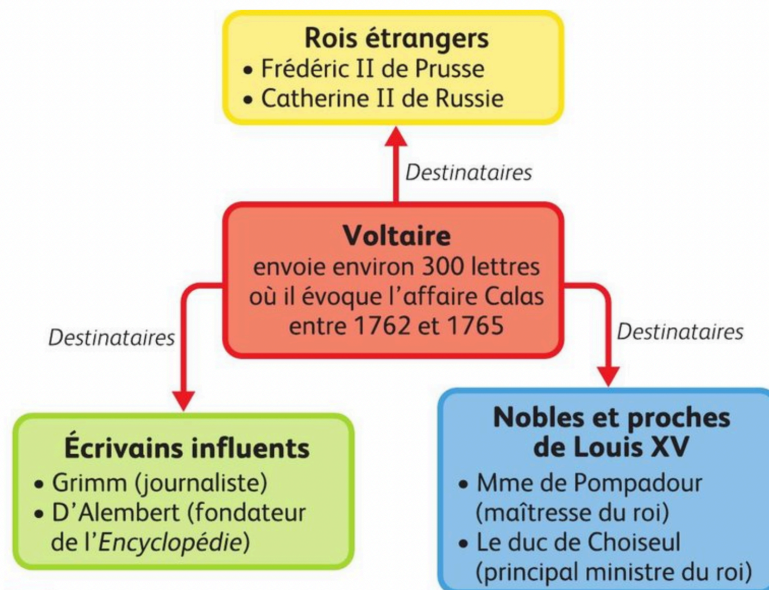 Rois étrangers
• Frédéric II de Prusse
• Catherine II de Russie
Destinataires
Voltaire
envoie environ 300 lettres
où il évoque l'affaire Calas
entre 1762 et 1765
Destinataires
Destinataires
Écrivains influents
• Grimm (journaliste)
• D'Alembert (fondateur
de l'Encyclopédie)
Nobles et proches
de Louis XV
• Mme de Pompadour
(maîtresse du roi)
• Le duc de Choiseul
(principal ministre du roi)